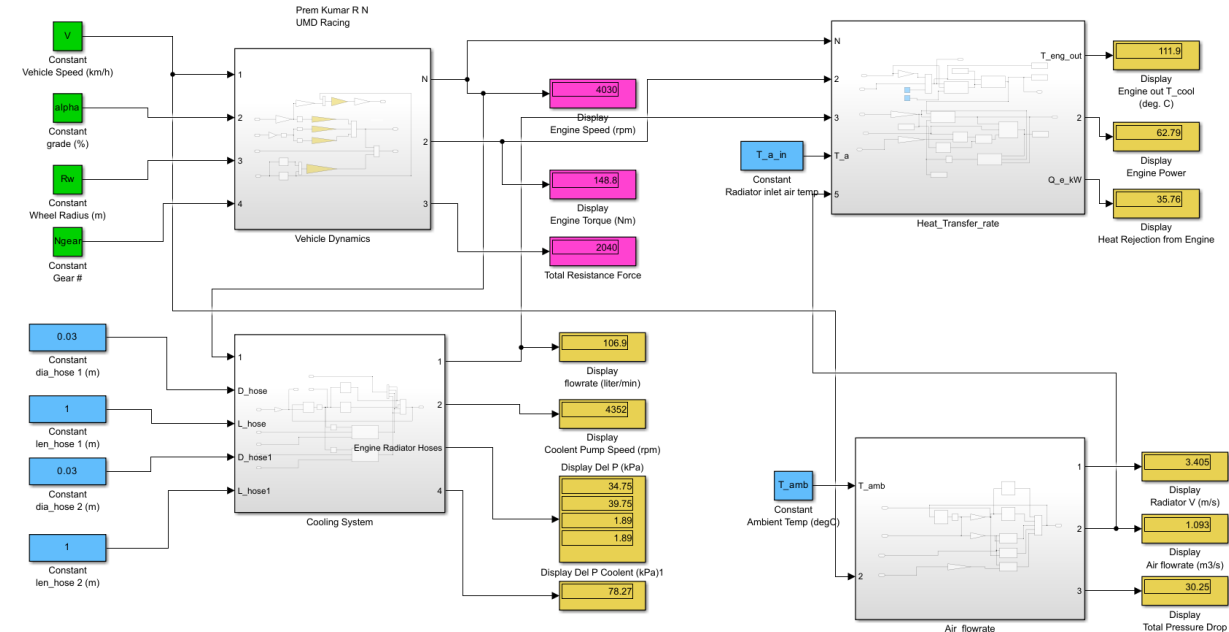 Prem Kumar R N
UMD Racing
V
Constant
Vehicle Speed (km/h)
alpha
Constant
grade (%)
Rw
Constant
Wheel Radius (m)
Ngear
Constant
Gear #
1
2
3
4
N
2
3
Vehicle Dynamics
4030
Display
Engine Speed (rpm)
148.8
Display
Engine Torque (Nm)
2040
Total Resistance Force
T_a_in
Constant
Radiator inlet air temp
N
2
3
T_a
5
T_eng_out
2
Q_e_kW
Heat_Transfer_rate
111.9
Display
Engine out T_cool
(deg. C)
62.79
Display
Engine Power
35.76
Display
Heat Rejection from Engine
0.03
Constant
dia_hose 1 (m)
1
Constant
len_hose 1 (m)
0.03
Constant
dia_hose 2 (m)
1
Constant
len_hose 2 (m)
1
D_hose
L_hose
D_hose1
L_hose1
1
2
Engine Radiator Hoses
4
Cooling System
106.9
Display
flowrate (liter/min)
4352
Display
Coolent Pump Speed (rpm)
Display Del P (kPa)
34.75
39.75
1.89
1.89
Display Del P Coolent (kPa)1
78.27
Display
T_amb
Constant
Ambient Temp (degC)
T_amb
2
1
2
3
Air_flowrate
3.405
Display
Radiator V (m/s)
1.093
Display
Air flowrate (m3/s)
30.25
Display
Total Pressure Drop